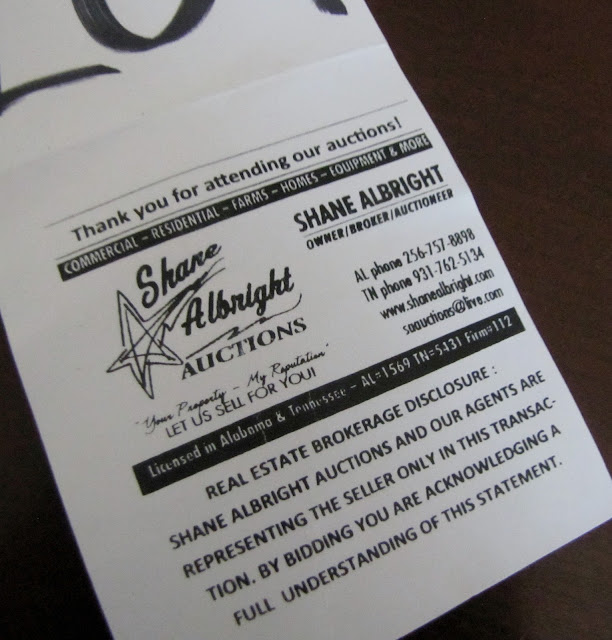 Thank you for attending our auctions!
COMMERCIAL – RESIDENTIAL – FARMS – HOMES – EQUIPMENT & MORE
Shane
Albright
AUCTIONS
"Your Property – My Reputation"
LET US SELL FOR YOU!
SHANE ALBRIGHT
OWNER/BROKER/AUCTIONEER
AL phone 256-757-8898
TN phone 931-762-5134
www.shanealbright.com
saauctions@live.com
Licensed in Alabama & Tennessee – AL=1569 TN=5431 Firm=112
REAL ESTATE BROKERAGE DISCLOSURE :
SHANE ALBRIGHT AUCTIONS AND OUR AGENTS ARE
REPRESENTING THE SELLER ONLY IN THIS TRANSAC-
TION. BY BIDDING YOU ARE ACKNOWLEDGING A
FULL UNDERSTANDING OF THIS STATEMENT.